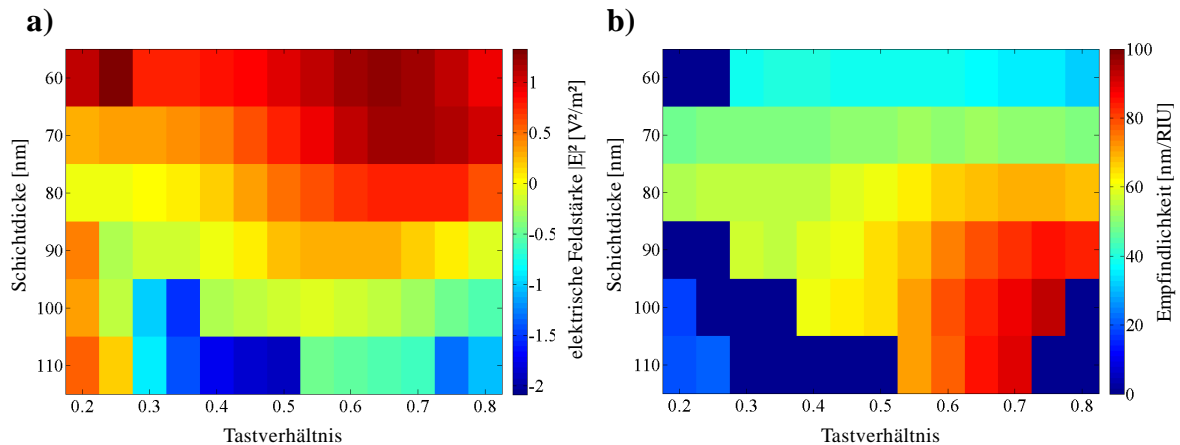 a)
60
70
80
90
100
110
Schichtdicke [nm]
0.2 0.3 0.4 0.5 0.6 0.7 0.8
Tastverhältnis
1
0.5
0
-0.5
-1
-1.5
-2
elektrische Feldstärke |E|² [V²/m²]
b)
60
70
80
90
100
110
Schichtdicke [nm]
0.2 0.3 0.4 0.5 0.6 0.7 0.8
Tastverhältnis
100
80
60
40
20
0
Empfindlichkeit [nm/RIU]